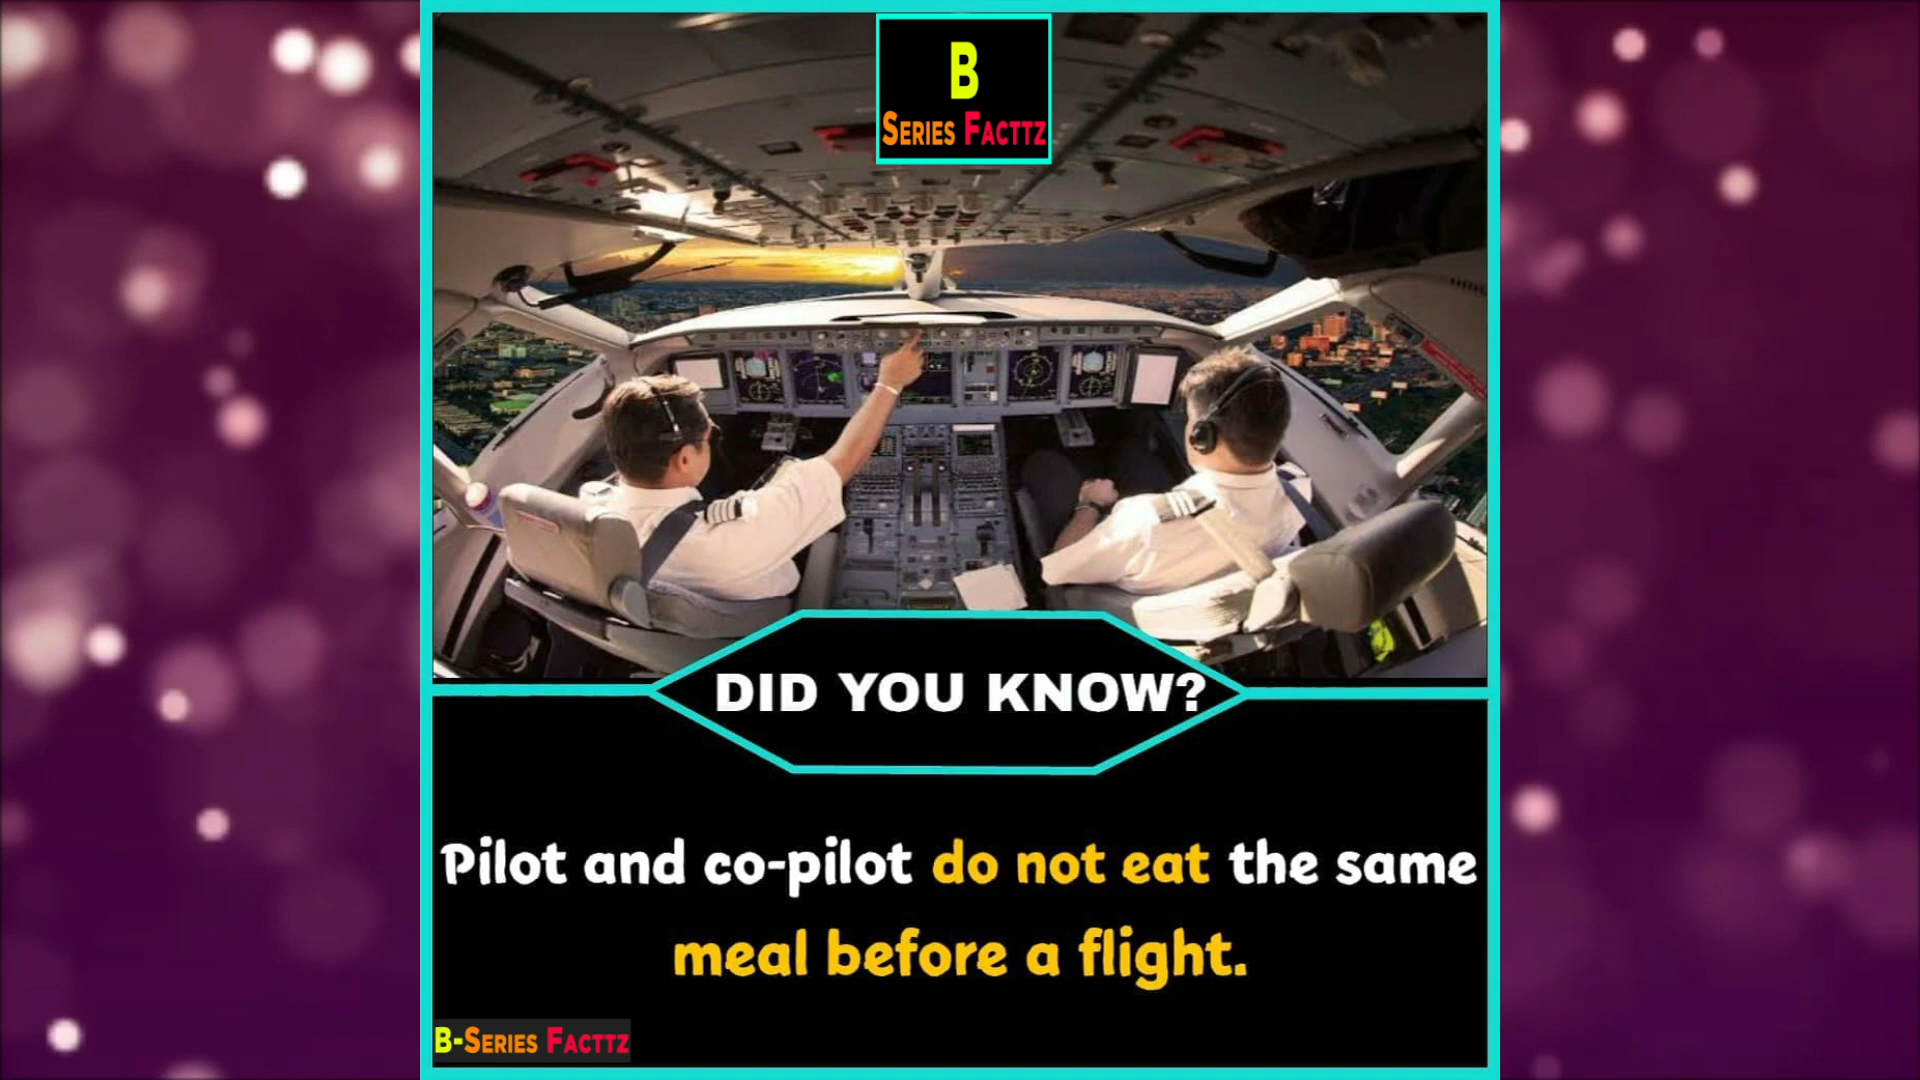 B
SERIES FACTTZ
DID YOU KNOW?
Pilot and co-pilot do not eat the same
meal before a flight.
B-SERIES FACTTZ